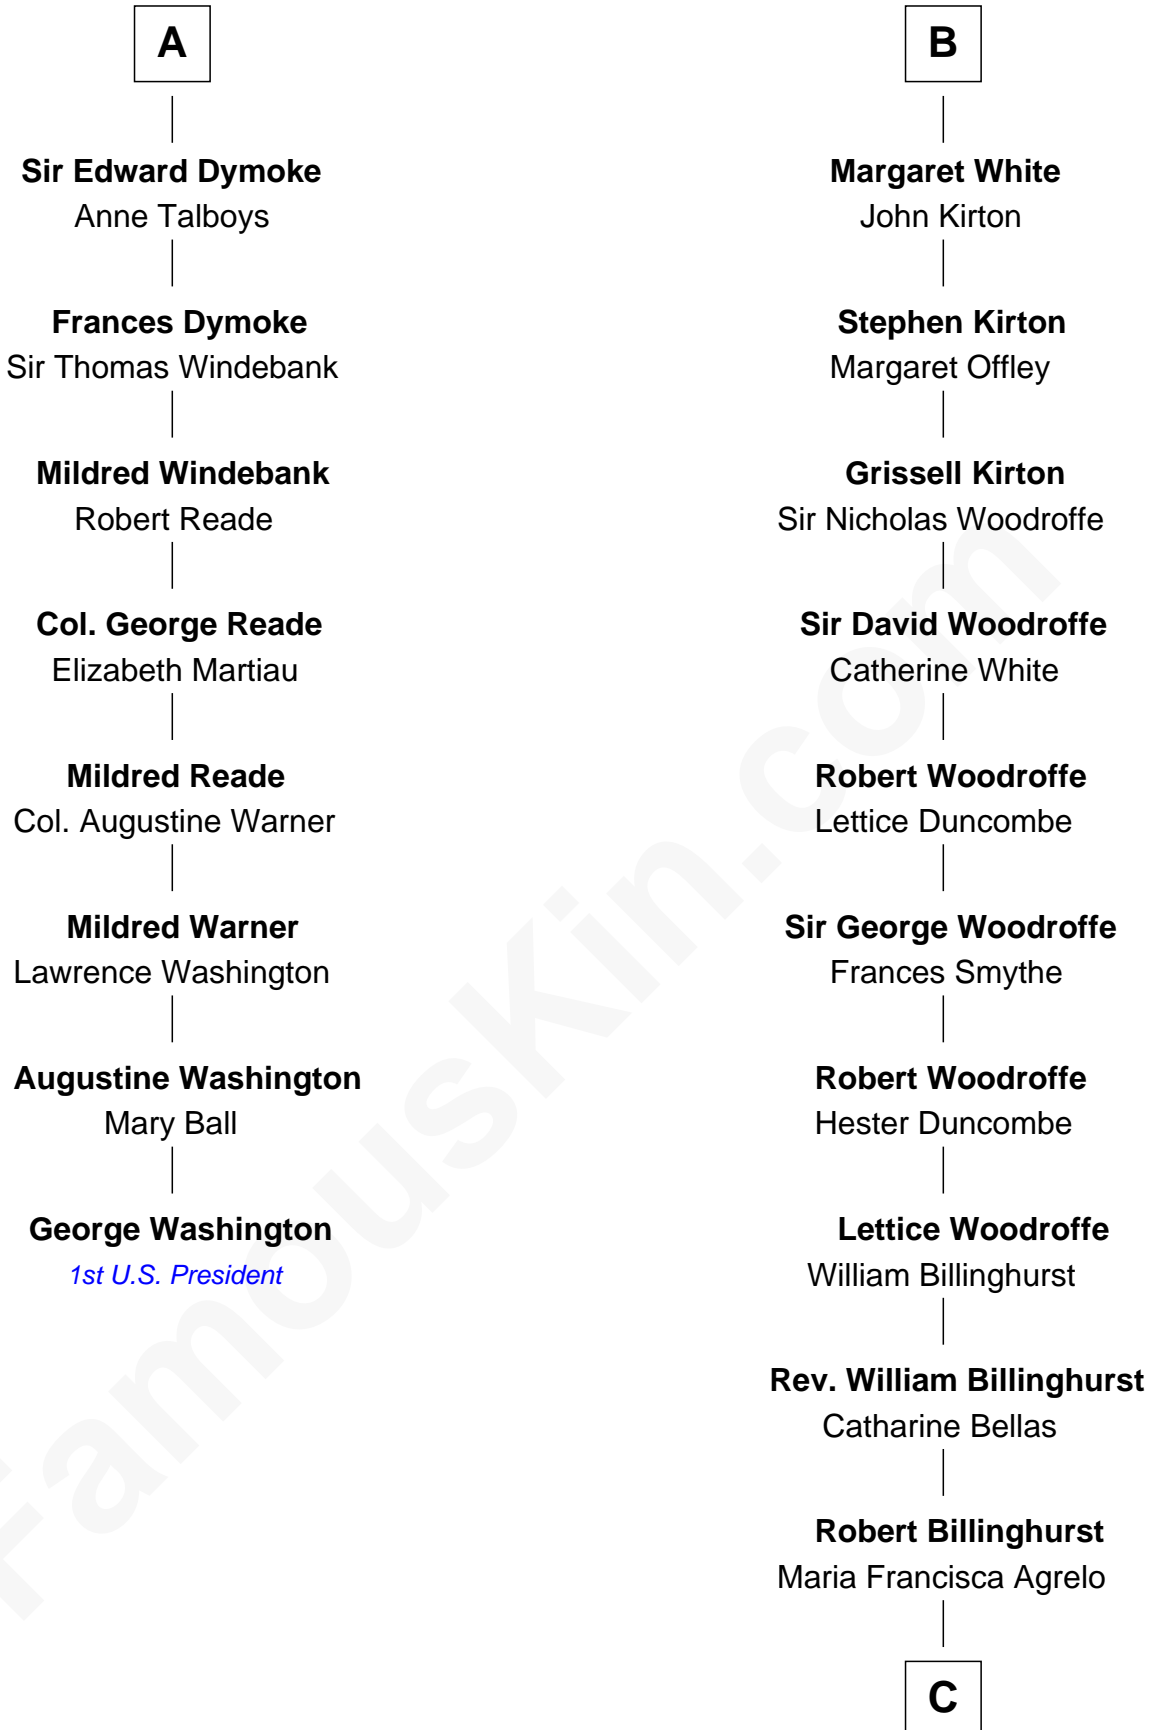 A
Sir Edward Dymoke
Anne Talboys
Frances Dymoke
Sir Thomas Windebank
Mildred Windebank
Robert Reade
Col. George Reade
Elizabeth Martiau
Mildred Reade
Col. Augustine Warner
Mildred Warner
Lawrence Washington
Augustine Washington
Mary Ball
George Washington
1st U.S. President
B
Margaret White
John Kirton
Stephen Kirton
Margaret Offley
Grissell Kirton
Sir Nicholas Woodroffe
Sir David Woodroffe
Catherine White
Robert Woodroffe
Lettice Duncombe
Sir George Woodroffe
Frances Smythe
Robert Woodroffe
Hester Duncombe
Lettice Woodroffe
William Billinghurst
Rev. William Billinghurst
Catharine Bellas
Robert Billinghurst
Maria Francisca Agrelo
C
FamousKin.com